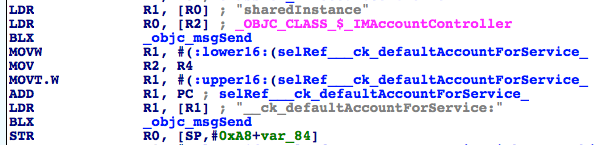 LDR R1, [R0] ; "sharedInstance"
LDR R0, [R2] ; _OBJC_CLASS_$_IMAccountController
BLX _objc_msgSend
MOVW R1, #(:lower16:(selRef___ck_defaultAccountForService_
MOV R2, R4
MOVT.W R1, #(:upper16:(selRef___ck_defaultAccountForService_
ADD R1, PC ; selRef___ck_defaultAccountForService_
LDR R1, [R1] ; "__ck_defaultAccountForService:"
BLX _objc_msgSend
STR R0, [SP,#0xA8+var_84]